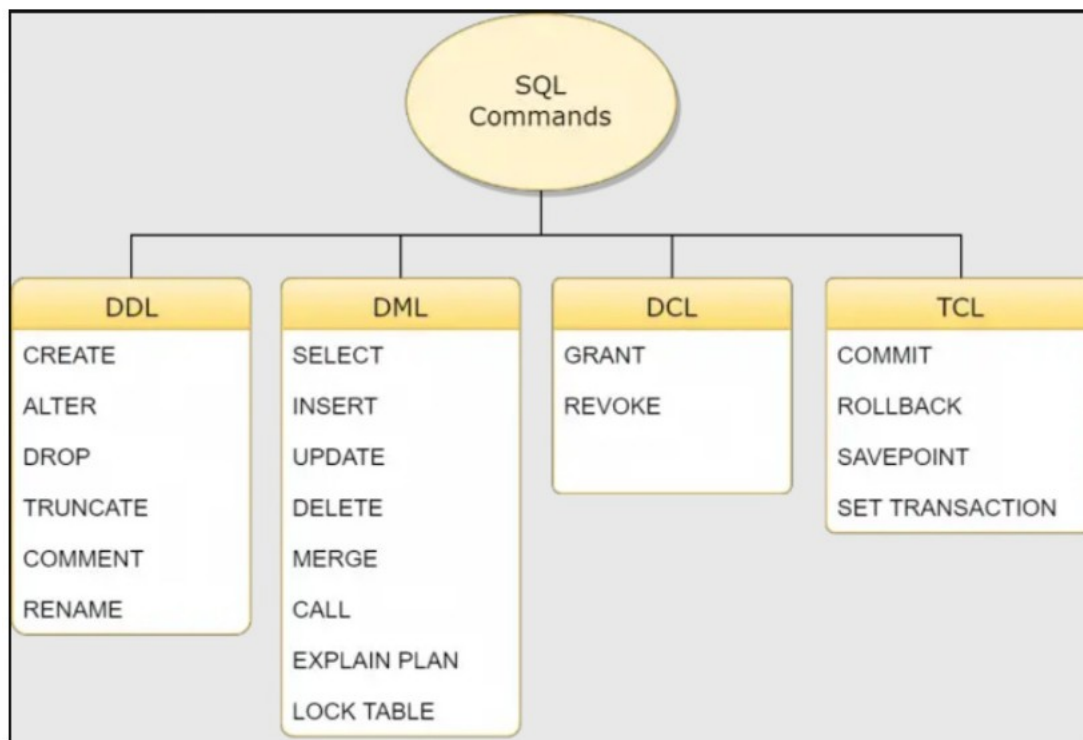 SQL
Commands
DDL
CREATE
ALTER
DROP
TRUNCATE
COMMENT
RENAME
DML
SELECT
INSERT
UPDATE
DELETE
MERGE
CALL
EXPLAIN PLAN
LOCK TABLE
DCL
GRANT
REVOKE
TCL
COMMIT
ROLLBACK
SAVEPOINT
SET TRANSACTION